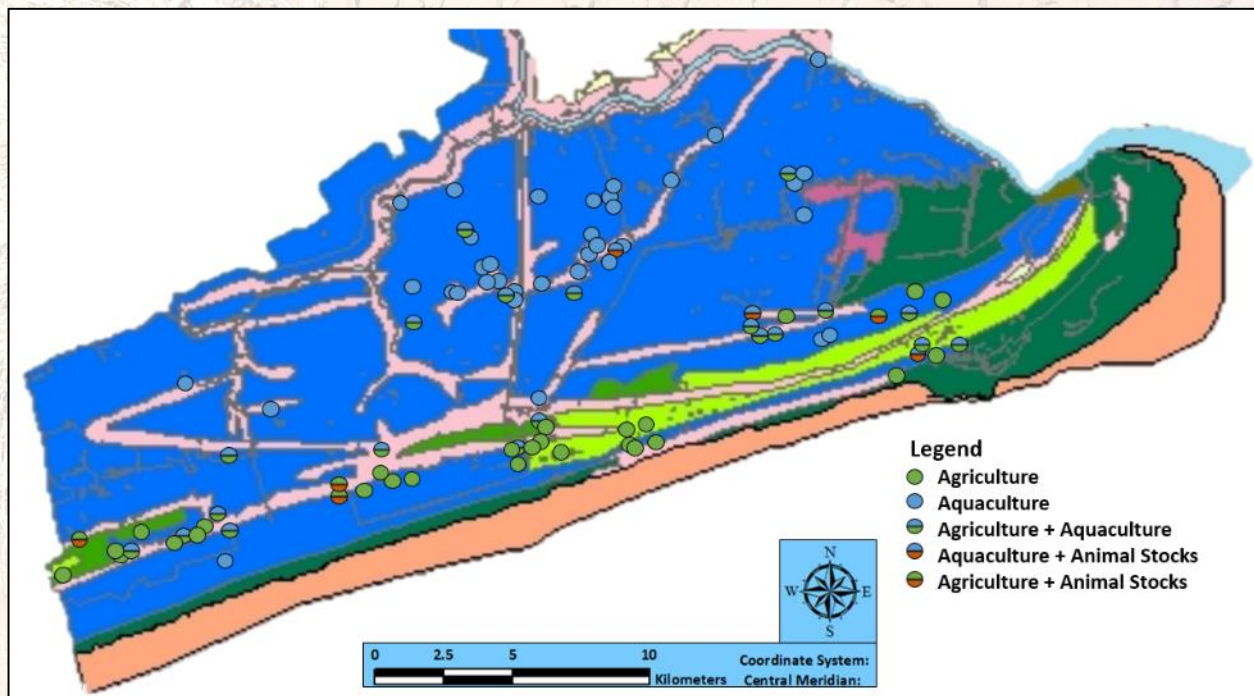 Legend
Agriculture
Aquaculture
Agriculture + Aquaculture
Aquaculture + Animal Stocks
Agriculture + Animal Stocks
N
W E
S
0 2.5 5 10
Kilometers
Coordinate System:
Central Meridian: